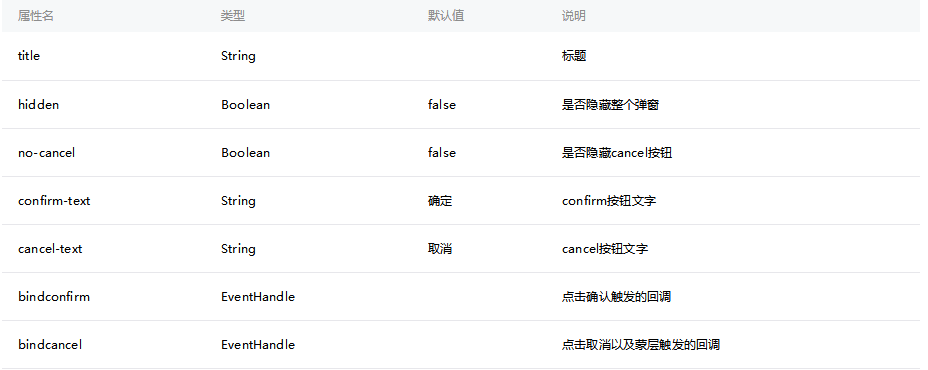 属性名 类型 默认值 说明
title String 标题
hidden Boolean false 是否隐藏整个弹窗
no-cancel Boolean false 是否隐藏cancel按钮
confirm-text String 确定 confirm按钮文字
cancel-text String 取消 cancel按钮文字
bindconfirm EventHandle 点击确认触发的回调
bindcancel EventHandle 点击取消以及蒙层触发的回调